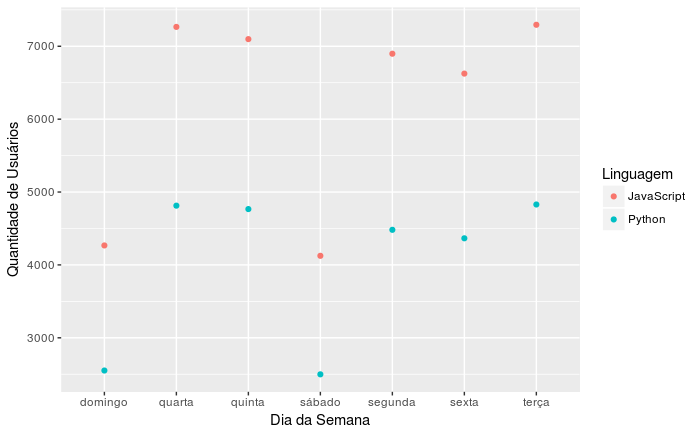 7000
6000
5000
4000
3000
Quantidade de Usuários
domingo quarta quinta sábado segunda sexta terça
Dia da Semana
Linguagem
JavaScript
Python